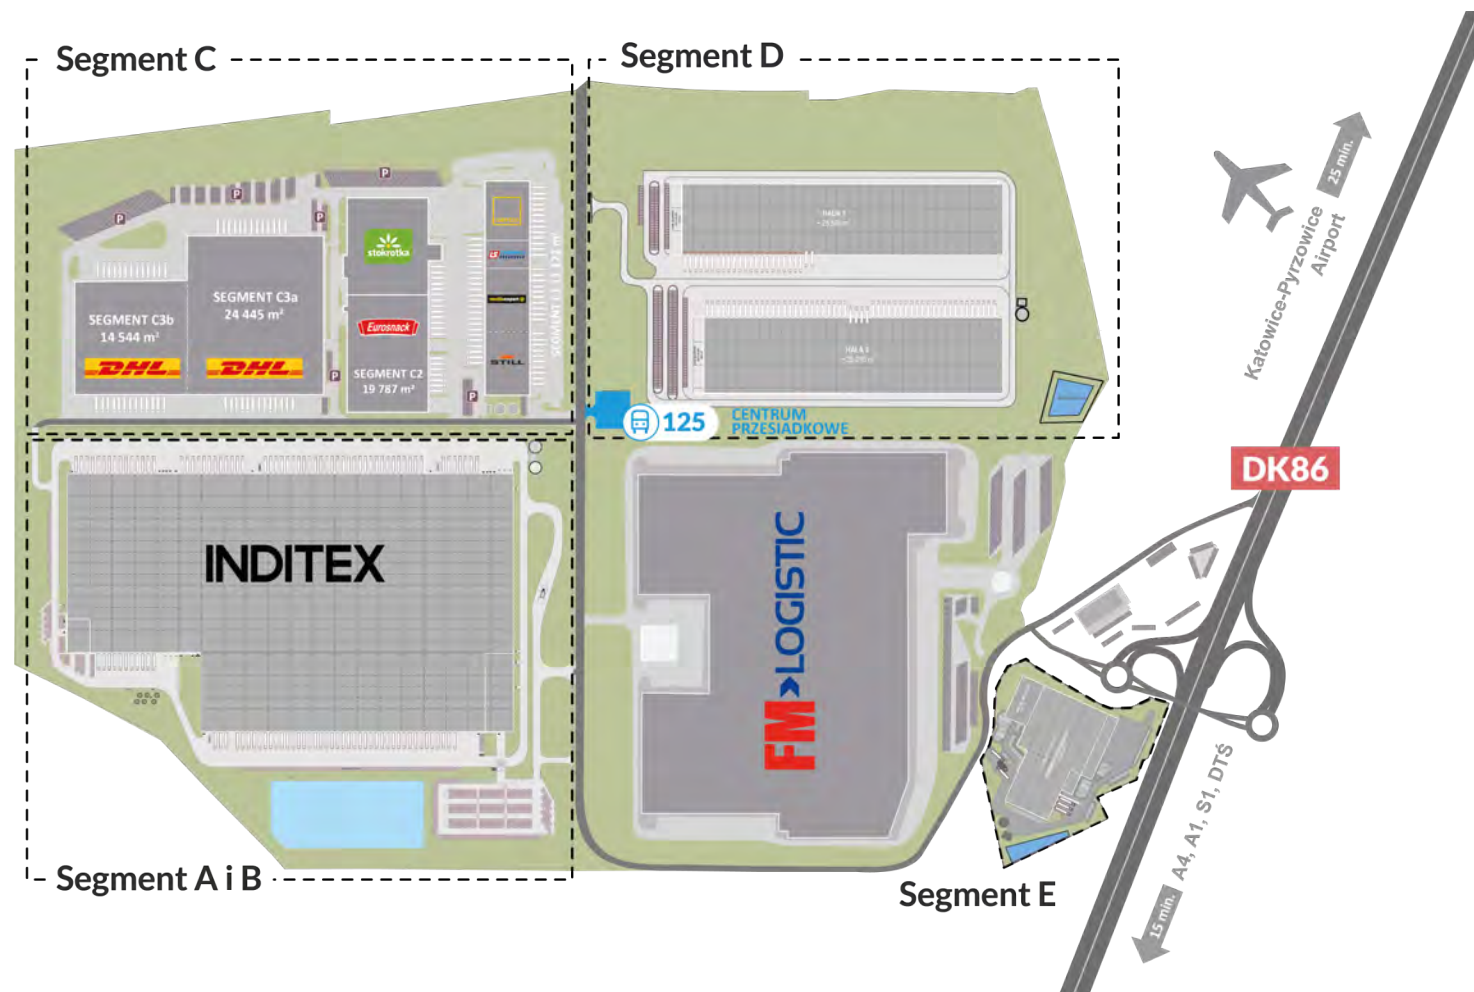 Segment C
Segment D
P
P
P
P
stokrotka
SEGMENT C3a
24 445 m²
SEGMENT C3b
14 544 m²
DHL
DHL
Eurosnack
SEGMENT C2
19 787 m²
P
P
STILL
HALA
125
CENTRUM
PRZESIADKOWE
25 min.
Katowice-Pyrzowice
Airport
DK86
INDITEX
FM>LOGISTIC
Segment A i B
Segment E
A4, A1, S1, DTŚ
15 min.